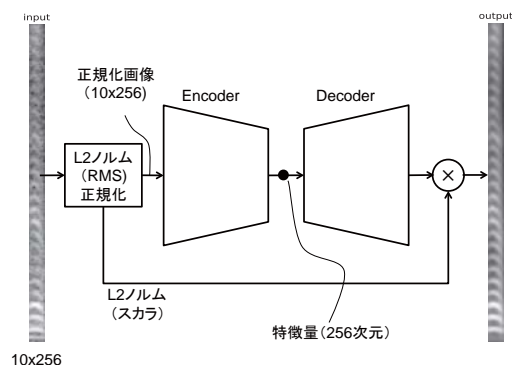 input
output
正規化画像
（10x256)
Encoder
Decoder
L2ノルム
（RMS)
正規化
×
L2ノルム
（スカラ）
特徴量（256次元）
10x256